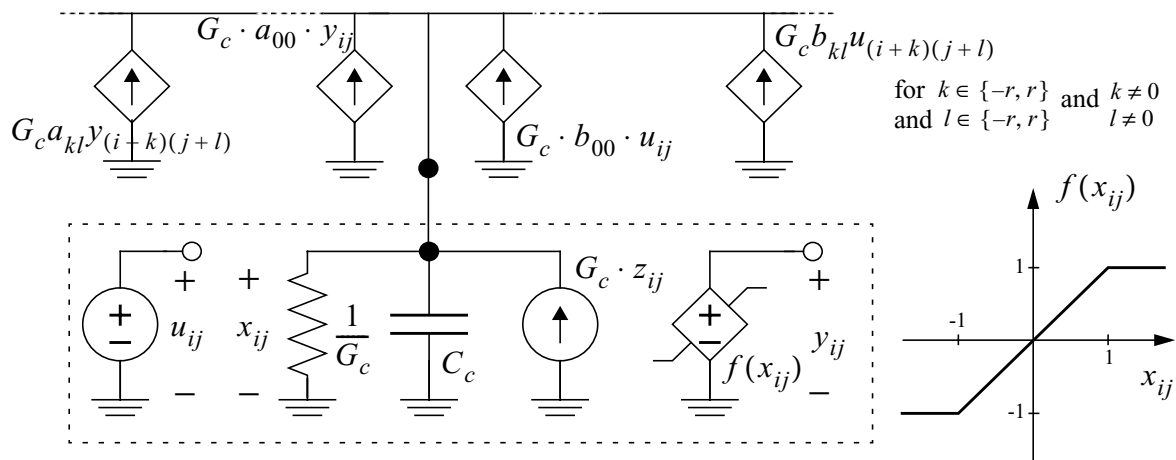 G_c · a_00 · y_ij
G_c b_kl u_(i+k)(j+l)
G_c a_kl y_(i+k)(j+l)
G_c · b_00 · u_ij
for k ∈ {–r, r} and k ≠ 0
and l ∈ {–r, r} l ≠ 0
f(x_ij)
+ + G_c · z_ij +
+
–
u_ij x_ij 1/G_c C_c
+
–
f(x_ij) y_ij
– – –
1
-1
1
-1
x_ij